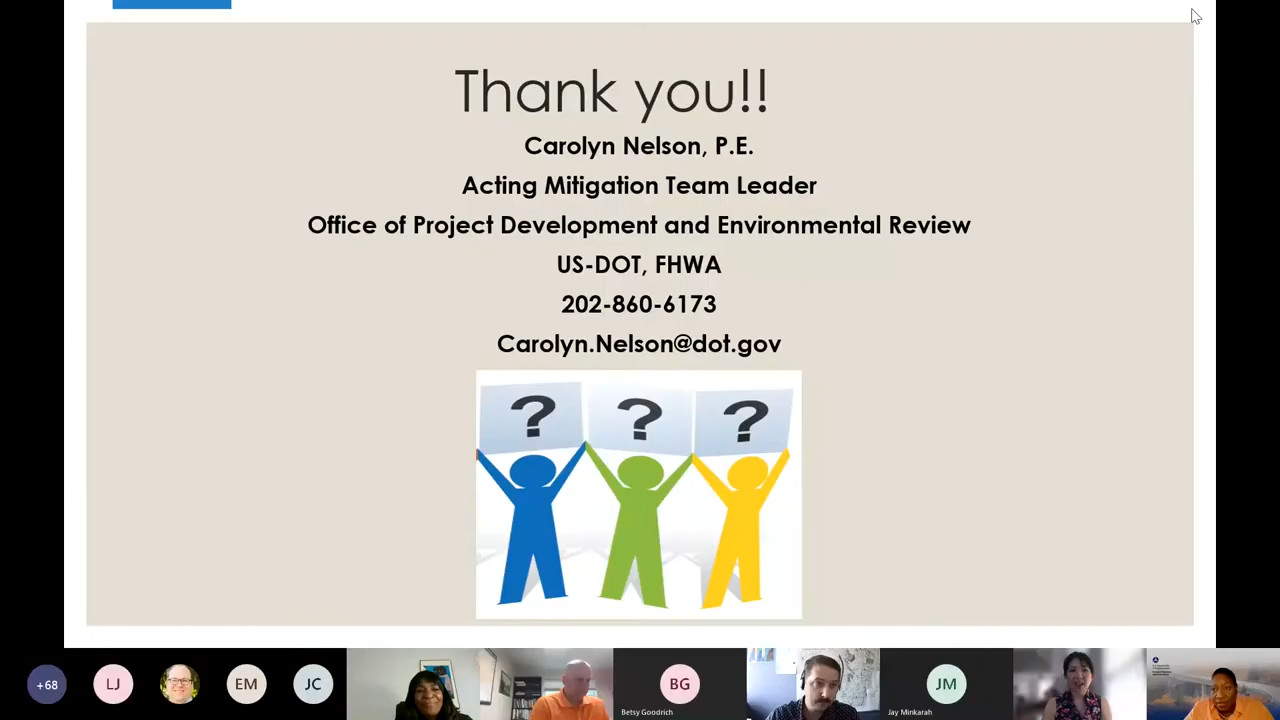 Thank you!!
Carolyn Nelson, P.E.
Acting Mitigation Team Leader
Office of Project Development and Environmental Review
US-DOT, FHWA
202-860-6173
Carolyn.Nelson@dot.gov
? ? ?
+68 LJ EM JC BG JM
Betsy Goodrich Jay Minkarah